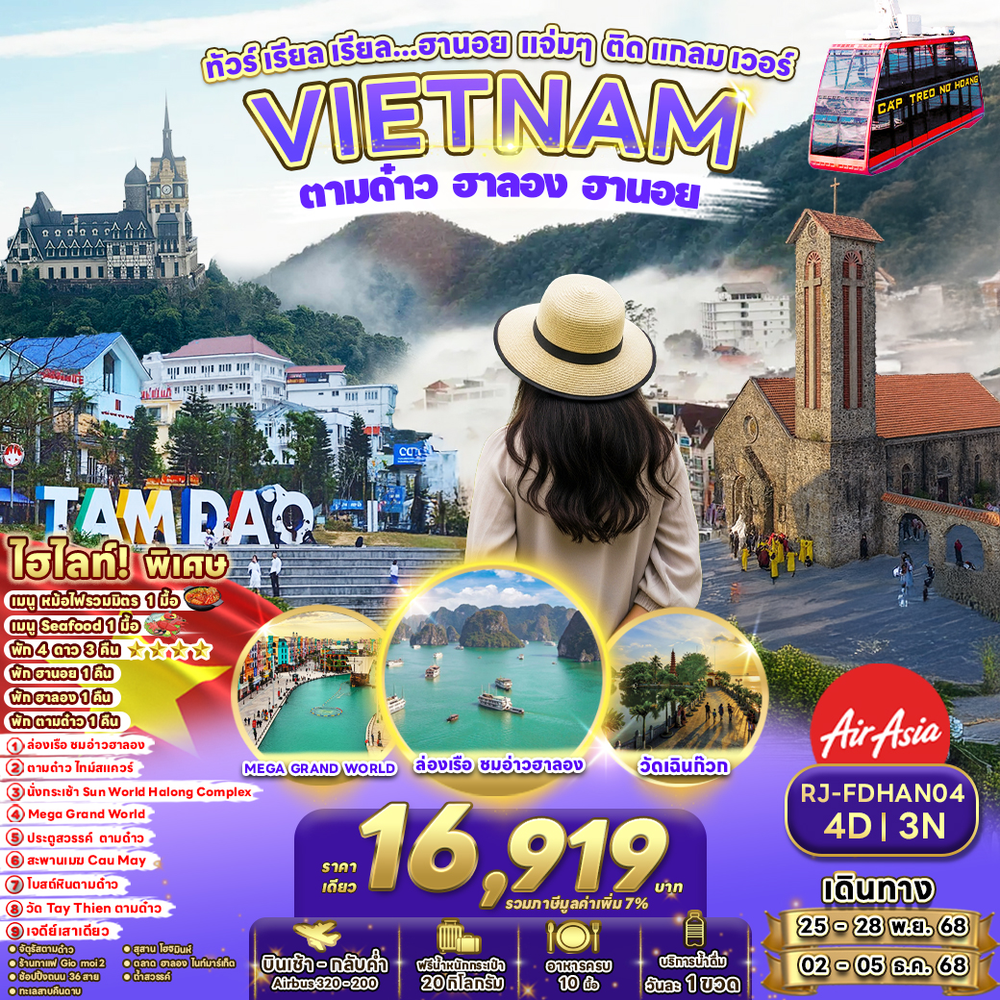 ทัวร์ เรียล เรียล...ฮานอย แจ่มๆ ติด แกลม เวอร์
VIETNAM
ตามด๋าว ฮาลอง ฮานอย
CÁP TREO NỮ HOÀNG
TAM DAO
ไฮไลท์! พิเศษ
เมนู หม้อไฟรวมมิตร 1 มื้อ
เมนู Seafood 1 มื้อ
พัก 4 ดาว 3 คืน
พัก ฮานอย 1 คืน
พัก ฮาลอง 1 คืน
พัก ตามด๋าว 1 คืน
1 ล่องเรือ ชมอ่าวฮาลอง
2 ตามด๋าว ไทม์สแควร์
3 นั่งกระเช้า Sun World Halong Complex
4 Mega Grand World
5 ประตูสวรรค์ ตามด๋าว
6 สะพานเมฆ Cau May
7 โบสถ์หินตามด๋าว
8 วัด Tay Thien ตามด๋าว
9 เจดีย์เสาเดียว
• จัตุรัสตามด๋าว
• ร้านกาแฟ Gio moi 2
• ช้อปปิ้งถนน 36 สาย
• ทะเลสาบคืนดาบ
• สุสาน โฮจิมินห์
• ตลาด ฮาลอง ไนท์มาร์เก็ต
• ถ้ำสวรรค์
MEGA GRAND WORLD
ล่องเรือ ชมอ่าวฮาลอง
วัดเฉินก๊วก
AirAsia
RJ-FDHAN04
4D | 3N
ราคาเดียว 16,919 บาท
รวมภาษีมูลค่าเพิ่ม 7%
เดินทาง
25 - 28 พ.ย. 68
02 - 05 ธ.ค. 68
บินเช้า - กลับค่ำ
Airbus 320 - 200
ฟรีน้ำหนักกระเป๋า
20 กิโลกรัม
อาหารครบ
10 มื้อ
บริการน้ำดื่ม
วันละ 1 ขวด